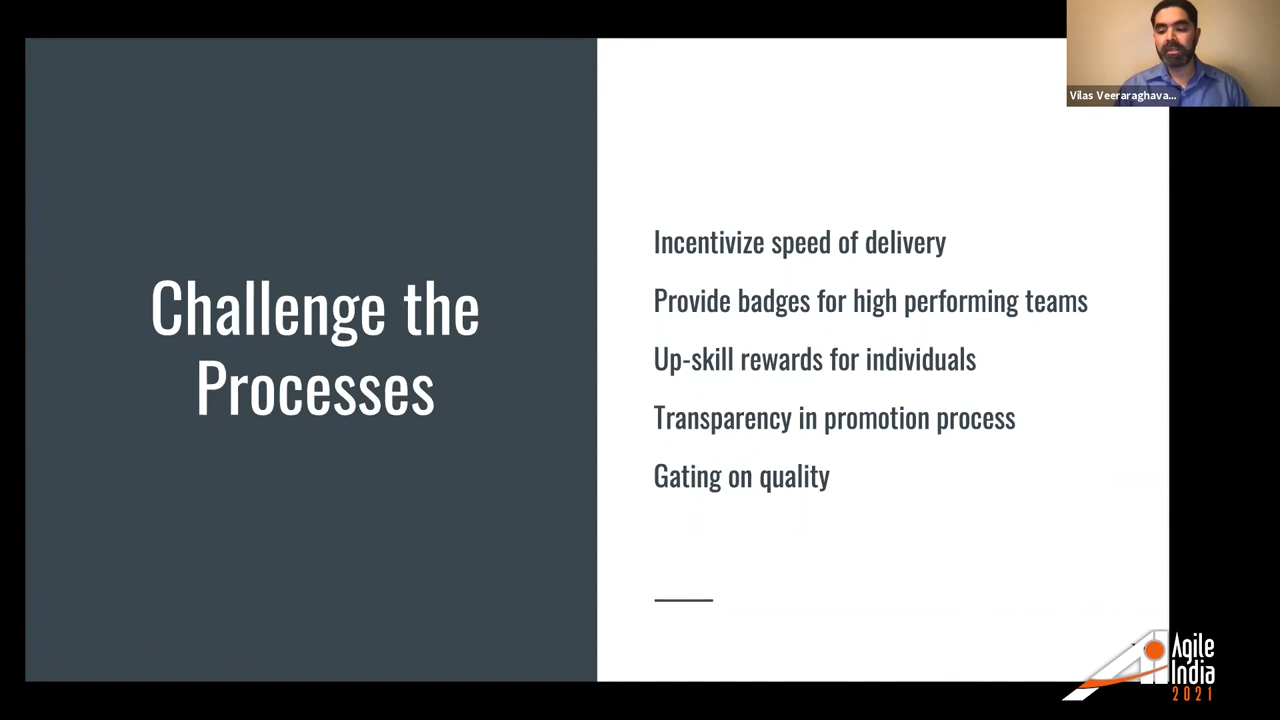 Vilas Veeraraghava...
Challenge the
Processes
Incentivize speed of delivery
Provide badges for high performing teams
Up-skill rewards for individuals
Transparency in promotion process
Gating on quality
Agile
India
2021